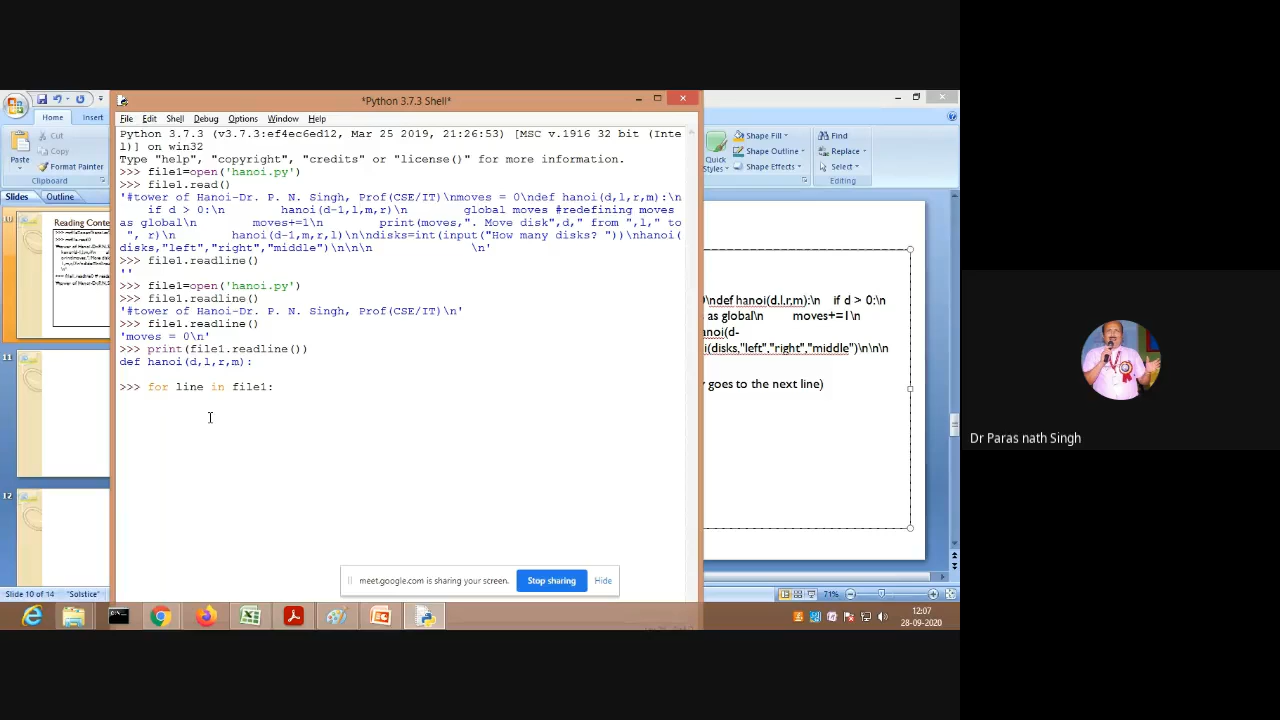 *Python 3.7.3 Shell*
File Edit Shell Debug Options Window Help
Python 3.7.3 (v3.7.3:ef4ec6ed12, Mar 25 2019, 21:26:53) [MSC v.1916 32 bit (Inte
l)] on win32
Type "help", "copyright", "credits" or "license()" for more information.
>>> file1=open('hanoi.py')
>>> file1.read()
'#tower of Hanoi-Dr. P. N. Singh, Prof(CSE/IT)\nmoves = 0\ndef hanoi(d,l,r,m):\n
if d > 0:\n        hanoi(d-1,l,m,r)\n        global moves #redefining moves
as global\n        moves+=1\n        print(moves,". Move disk",d," from ",l," to
", r)\n        hanoi(d-1,m,r,l)\n\ndisks=int(input("How many disks? "))\nhanoi(
disks,"left","right","middle")\n\n\n                \n'
>>> file1.readline()
''
>>> file1=open('hanoi.py')
>>> file1.readline()
'#tower of Hanoi-Dr. P. N. Singh, Prof(CSE/IT)\n'
>>> file1.readline()
'moves = 0\n'
>>> print(file1.readline())
def hanoi(d,l,r,m):
>>> for line in file1:
Home Insert
Paste
Cut
Copy
Format Painter
Clipboard
Slides Outline
10
Reading Conte
11
12
Quick
Styles
Shape Fill
Shape Outline
Shape Effects
Find
Replace
Select
Editing
0\ndef hanoi(d,l,r,m):\n    if d > 0:\n
s as global\n        moves+=1\n
anoi(d-
i(disks,"left","right","middle")\n\n\n
y goes to the next line)
meet.google.com is sharing your screen.
Stop sharing
Hide
Slide 10 of 14
"Solstice"
71%
12:07
28-09-2020
Dr Paras nath Singh